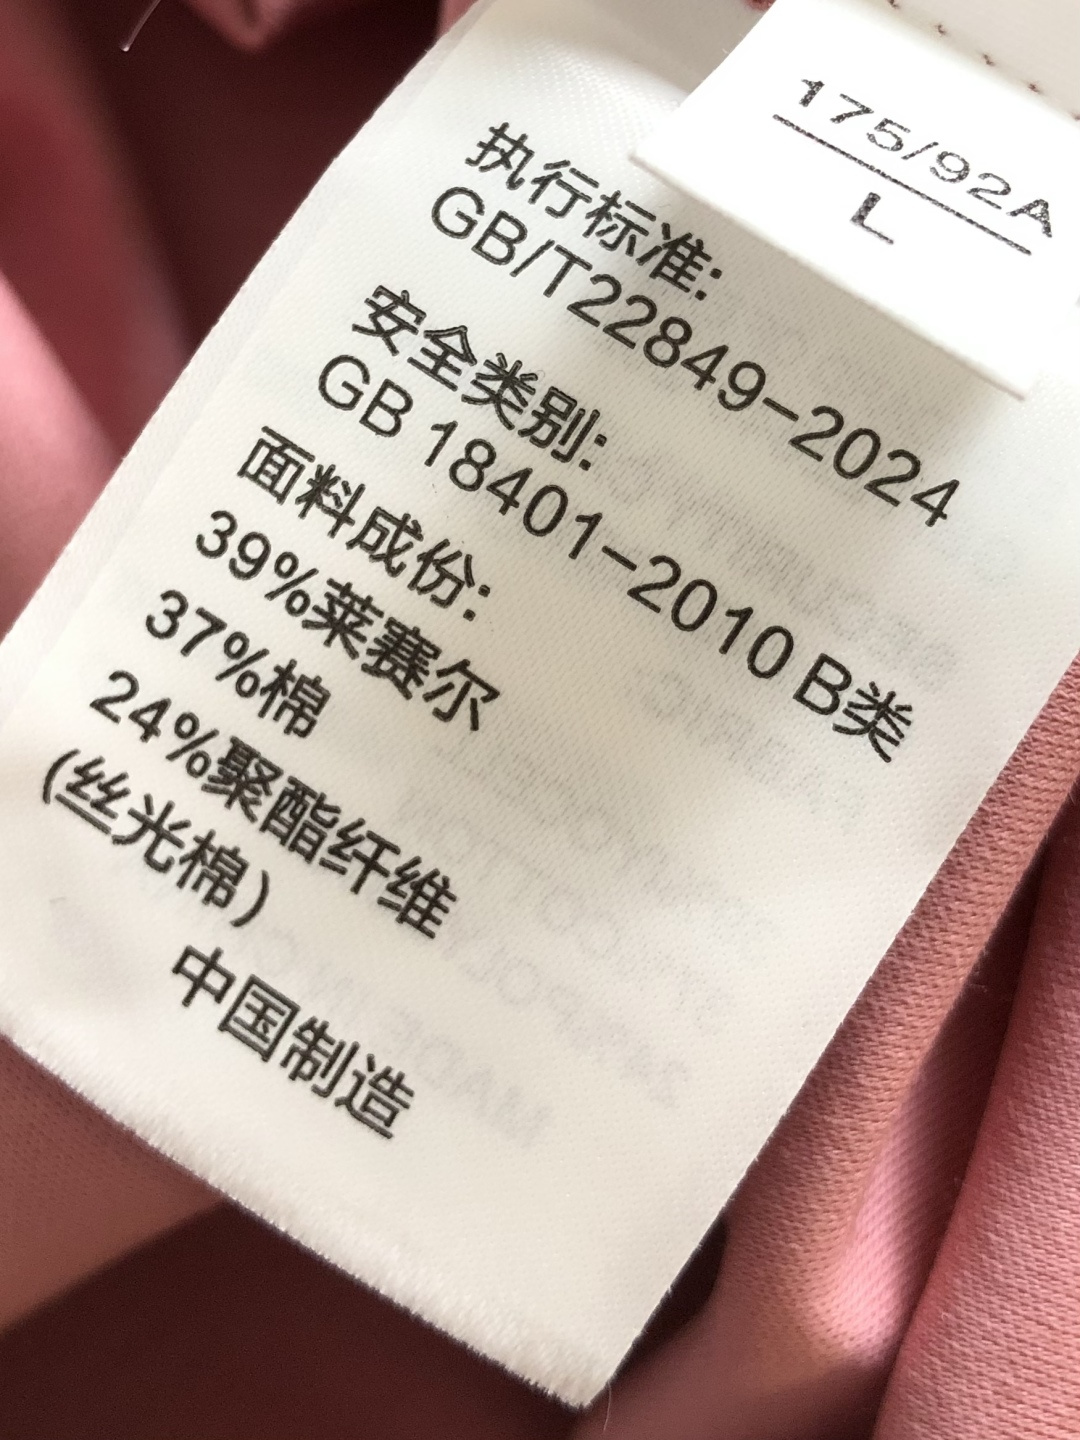 175/92A
L
执行标准:
GB/T22849-2024
安全类别:
GB 18401-2010 B类
面料成份:
39%莱赛尔
37%棉
24%聚酯纤维
(丝光棉)
中国制造